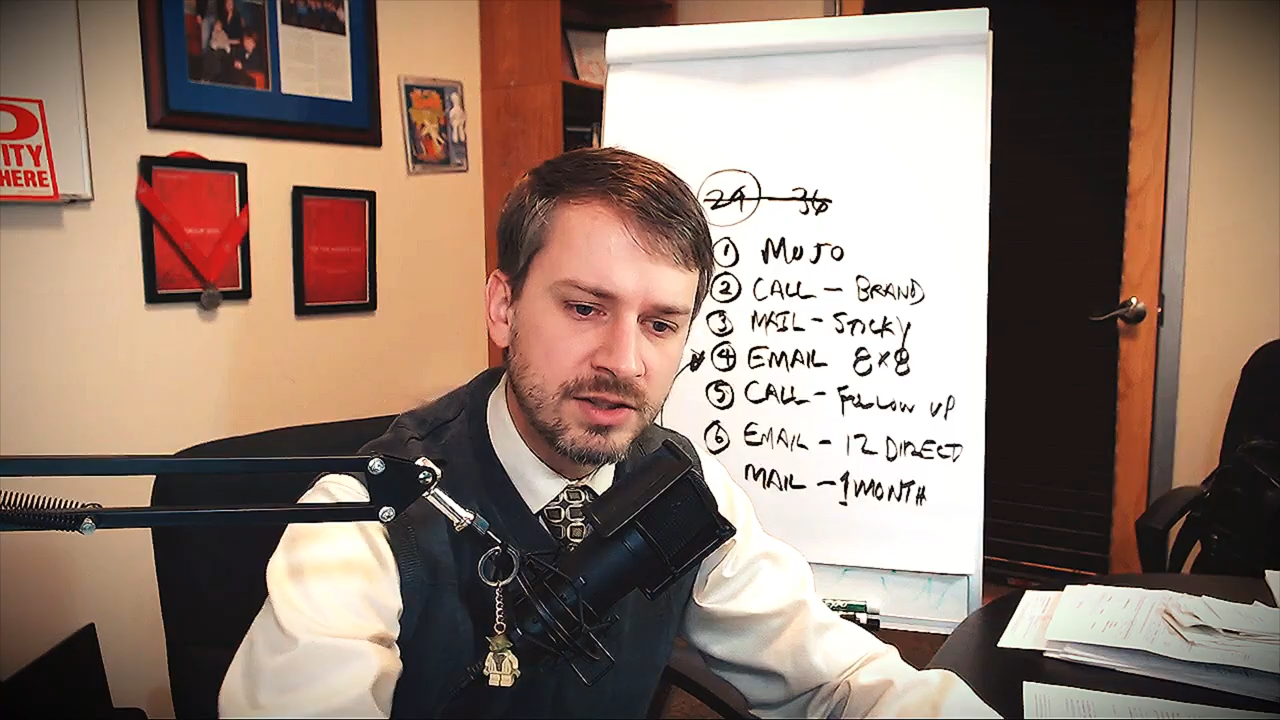 D
ITY
HERE
24 — 36
① MOJO
② CALL - BRAND
③ MAIL - STICKY
④ EMAIL 8x8
⑤ CALL - FOLLOW UP
⑥ EMAIL - 12 DIRECT
MAIL - 1 MONTH